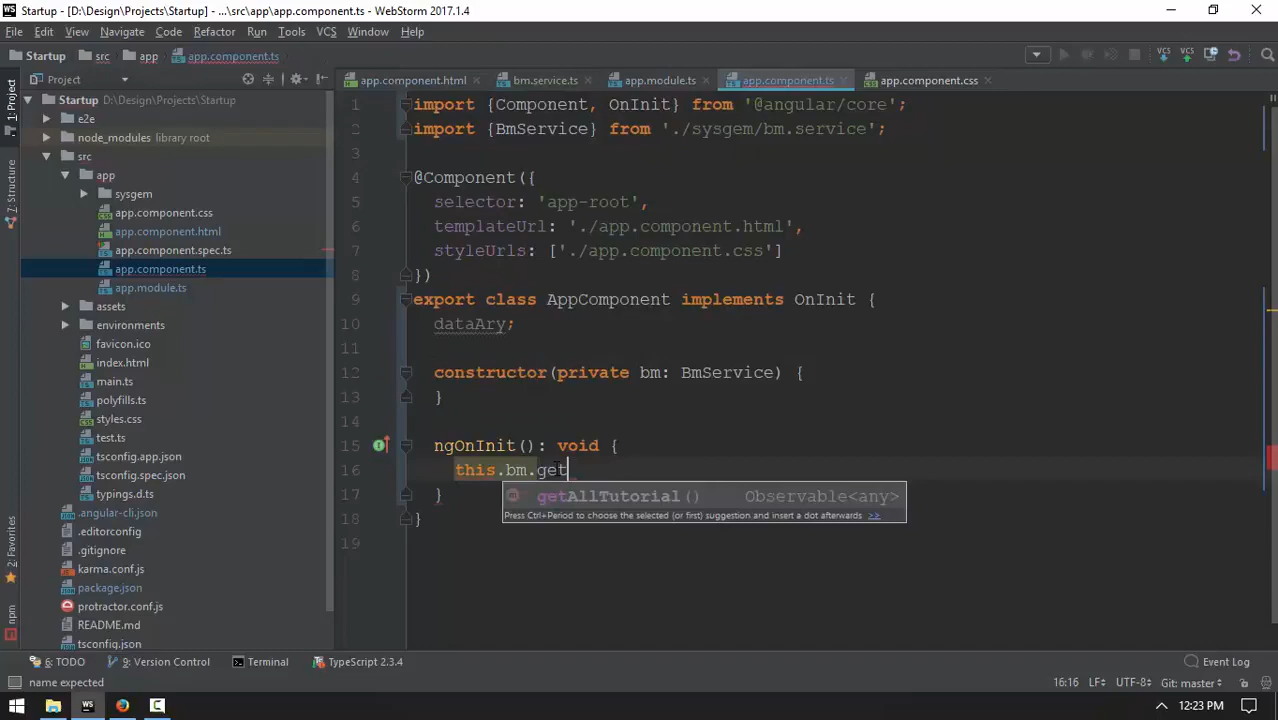 Startup - [D:\Design\Projects\Startup] - ...\src\app\app.component.ts - WebStorm 2017.1.4
File Edit View Navigate Code Refactor Run Tools VCS Window Help
Startup src app app.component.ts VCS VCS
Project
app.component.html bm.service.ts app.module.ts app.component.ts app.component.css
1: Project
7: Structure
2: Favorites
npm
Startup D:\Design\Projects\Startup
e2e
node_modules library root
src
app
sysgem
app.component.css
app.component.html
app.component.spec.ts
app.component.ts
app.module.ts
assets
environments
favicon.ico
index.html
main.ts
polyfills.ts
styles.css
test.ts
tsconfig.app.json
tsconfig.spec.json
typings.d.ts
.angular-cli.json
.editorconfig
.gitignore
karma.conf.js
package.json
protractor.conf.js
README.md
tsconfig.json
1 import {Component, OnInit} from '@angular/core';
2 import {BmService} from './sysgem/bm.service';
3
4 @Component({
5 selector: 'app-root',
6 templateUrl: './app.component.html',
7 styleUrls: ['./app.component.css']
8 })
9 export class AppComponent implements OnInit {
10 dataAry;
11
12 constructor(private bm: BmService) {
13 }
14
15 ngOnInit(): void {
16 this.bm.get
17 }
18 }
19
getAllTutorial() Observable<any>
Press Ctrl+Period to choose the selected (or first) suggestion and insert a dot afterwards >>
6: TODO 9: Version Control Terminal TypeScript 2.3.4 Event Log
name expected 16:16 LF UTF-8 Git: master
WS 12:23 PM